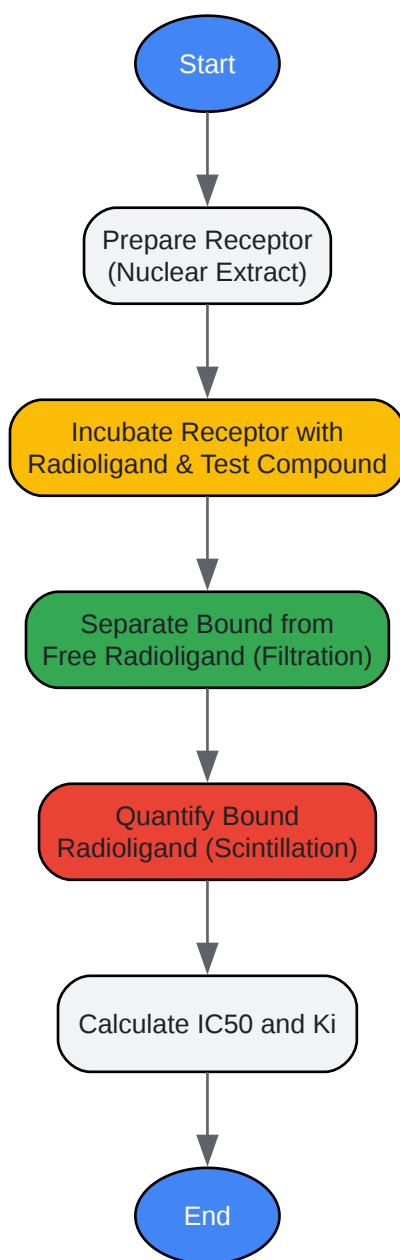 Start
Prepare Receptor
(Nuclear Extract)
Incubate Receptor with
Radioligand & Test Compound
Separate Bound from
Free Radioligand (Filtration)
Quantify Bound
Radioligand (Scintillation)
Calculate IC50 and Ki
End